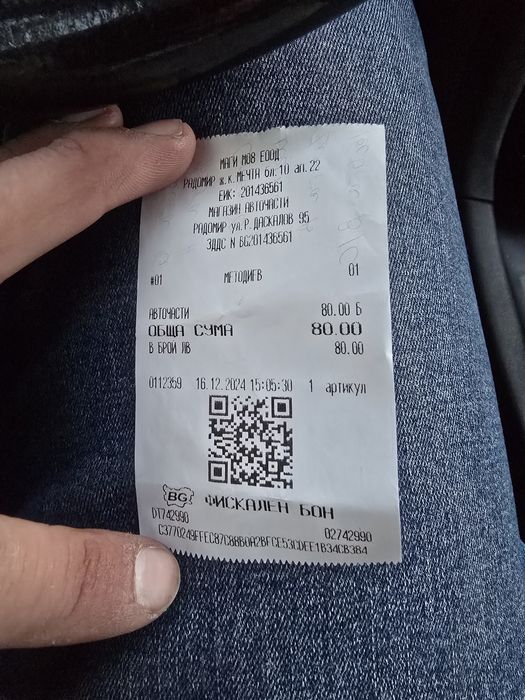 МАГИ М08 ЕООД
РАДОМИР ж.к. МЕЧТА бл.10 ап.22
ЕИК: 201436561
МАГАЗИН АВТОЧАСТИ
РАДОМИР ул.Р.ДАСКАЛОВ 95
ЗДДС N BG201436561
#01 МЕТОДИЕВ 01
АВТОЧАСТИ 80.00 Б
ОБЩА СУМА 80.00
В БРОЙ ЛВ 80.00
0112359 16.12.2024 15:05:30 1 артикул
BG ФИСКАЛЕН БОН
DT742990 02742990